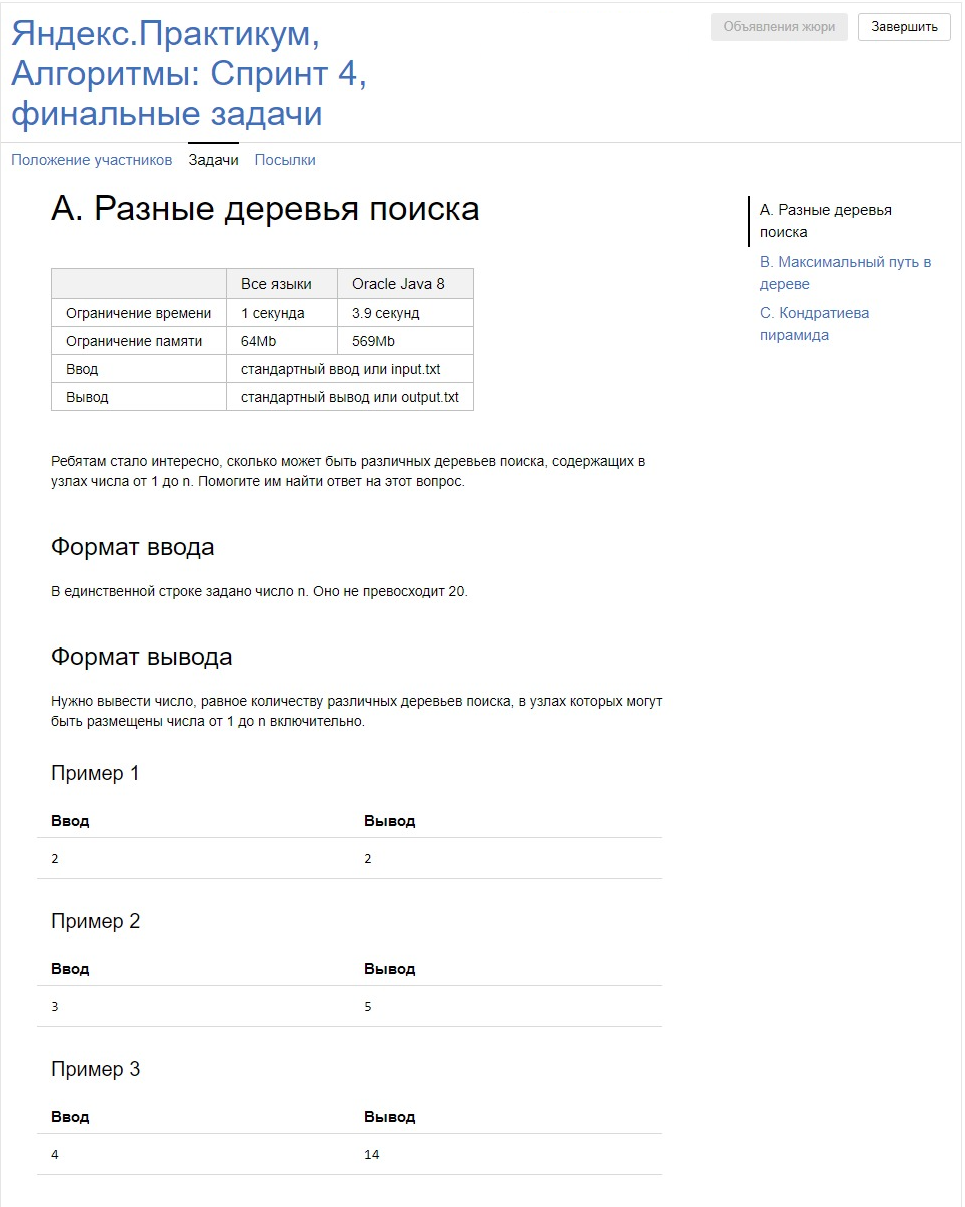 Яндекс.Практикум,
Алгоритмы: Спринт 4,
финальные задачи
Объявления жюри
Завершить
Положение участников Задачи Посылки
A. Разные деревья поиска
Все языки Oracle Java 8
Ограничение времени 1 секунда 3.9 секунд
Ограничение памяти 64Mb 569Mb
Ввод стандартный ввод или input.txt
Вывод стандартный вывод или output.txt
Ребятам стало интересно, сколько может быть различных деревьев поиска, содержащих в
узлах числа от 1 до n. Помогите им найти ответ на этот вопрос.
Формат ввода
В единственной строке задано число n. Оно не превосходит 20.
Формат вывода
Нужно вывести число, равное количеству различных деревьев поиска, в узлах которых могут
быть размещены числа от 1 до n включительно.
Пример 1
Ввод Вывод
2 2
Пример 2
Ввод Вывод
3 5
Пример 3
Ввод Вывод
4 14
A. Разные деревья
поиска
B. Максимальный путь в
дереве
C. Кондратиева
пирамида